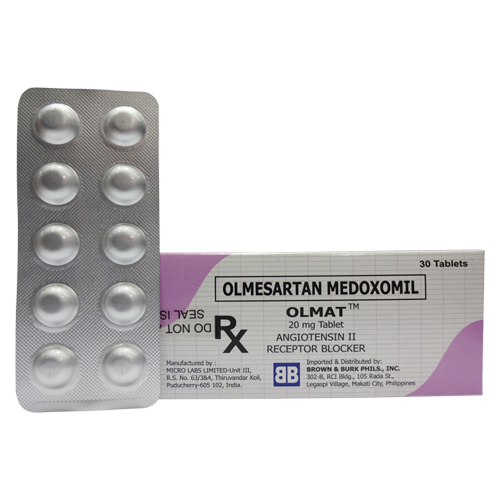 30 Tablets
OLMESARTAN MEDOXOMIL
OLMAT™
20 mg Tablet
ANGIOTENSIN II
RECEPTOR BLOCKER
Rx
DO NOT
SEAL IS
Manufactured by :
MICRO LABS LIMITED-Unit III,
R.S. No. 63/3&4, Thiruvandar Koil,
Puducherry-605 102, India.
BB
Imported & Distributed by:
BROWN & BURK PHILS., INC.
302-B, RCI Bldg., 105 Rada St.,
Legaspi Village, Makati City, Philippines